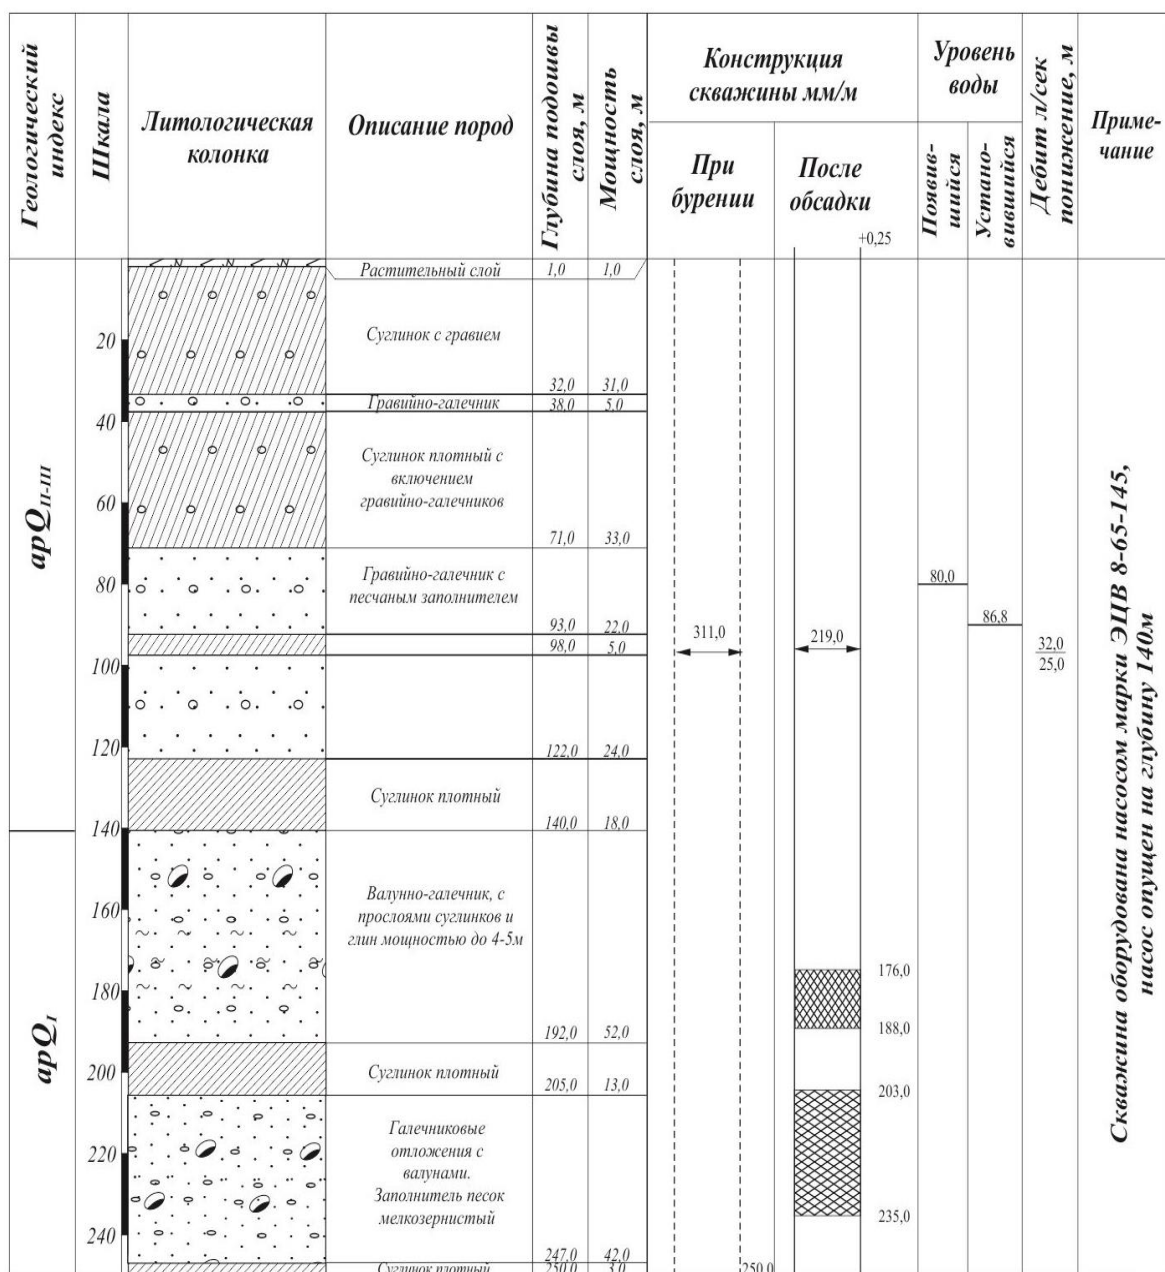 Геологический
индекс
Шкала
Литологическая
колонка
Описание пород
Глубина подошвы
слоя, м
Мощность
слоя, м
Конструкция
скважины мм/м
При
бурении
После
обсадки
+0,25
Уровень
воды
Появив-
шийся
Устано-
вившийся
Дебит л/сек
понижение, м
Приме-
чание
apQII-III
apQI
20
40
60
80
100
120
140
160
180
200
220
240
Растительный слой 1,0 1,0
Суглинок с гравием
32,0 31,0
Гравийно-галечник 38,0 5,0
Суглинок плотный с
включением
гравийно-галечников
71,0 33,0
Гравийно-галечник с
песчаным заполнителем
93,0 22,0
98,0 5,0
122,0 24,0
Суглинок плотный
140,0 18,0
Валунно-галечник, с
прослоями суглинков и
глин мощностью до 4-5м
192,0 52,0
Суглинок плотный
205,0 13,0
Галечниковые
отложения с
валунами.
Заполнитель песок
мелкозернистый
247,0 42,0
Суглинок плотный 250,0 3,0
311,0
250,0
219,0
176,0
188,0
203,0
235,0
80,0
86,8
32,0
25,0
Скважина оборудована насосом марки ЭЦВ 8-65-145,
насос опущен на глубину 140м